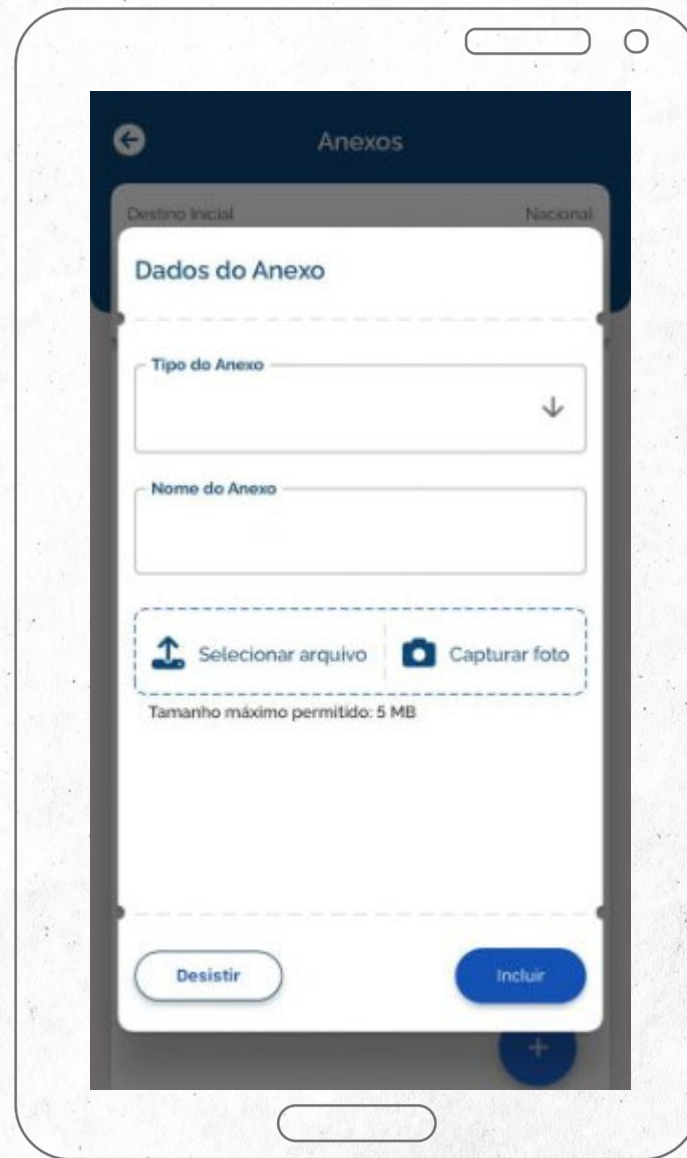 Anexos
Destino Inicial Nacional
Dados do Anexo
Tipo do Anexo
Nome do Anexo
Selecionar arquivo Capturar foto
Tamanho máximo permitido: 5 MB
Desistir Incluir